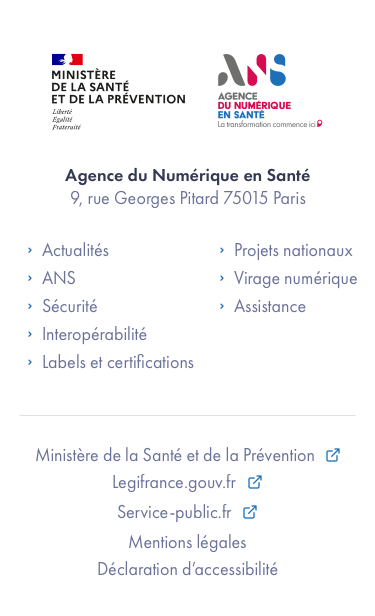 MINISTÈRE
DE LA SANTÉ
ET DE LA PRÉVENTION
Liberté
Égalité
Fraternité
ANS
AGENCE
DU NUMÉRIQUE
EN SANTÉ
La transformation commence ici
Agence du Numérique en Santé
9, rue Georges Pitard 75015 Paris
Actualités
ANS
Sécurité
Interopérabilité
Labels et certifications
Projets nationaux
Virage numérique
Assistance
Ministère de la Santé et de la Prévention
Legifrance.gouv.fr
Service-public.fr
Mentions légales
Déclaration d’accessibilité